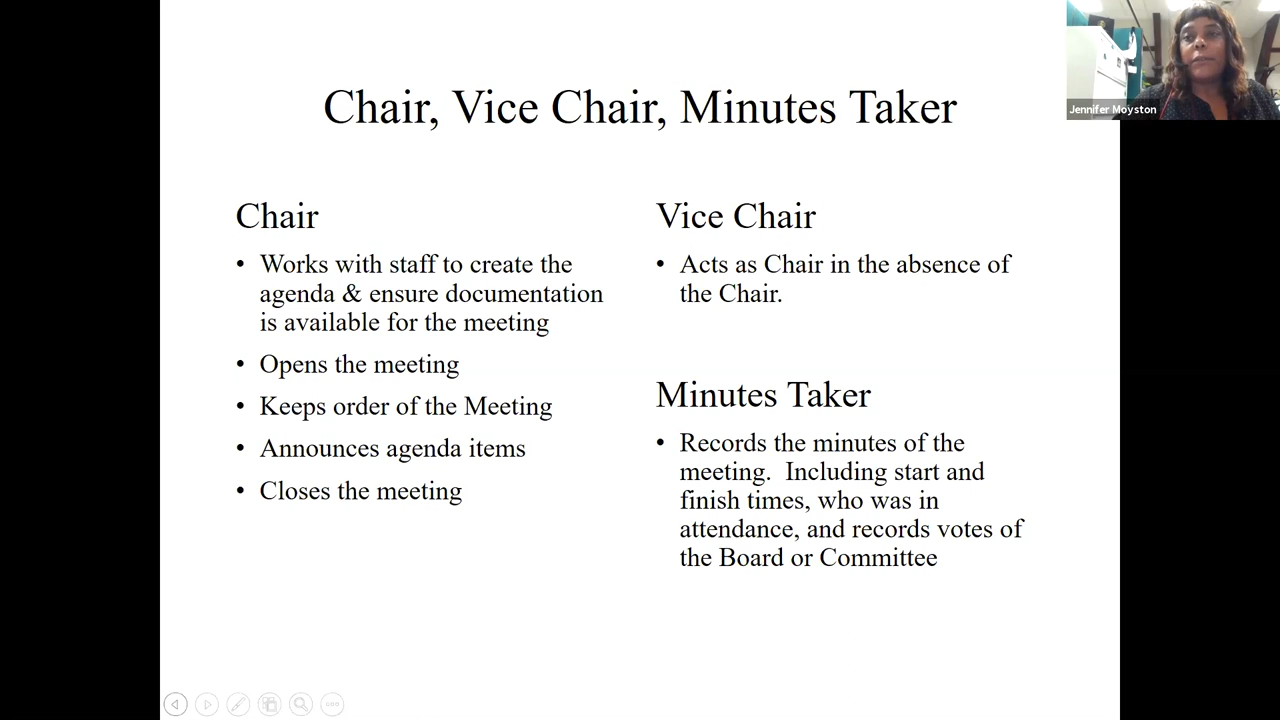 Chair, Vice Chair, Minutes Taker
Chair
• Works with staff to create the
agenda & ensure documentation
is available for the meeting
• Opens the meeting
• Keeps order of the Meeting
• Announces agenda items
• Closes the meeting
Vice Chair
• Acts as Chair in the absence of
the Chair.
Minutes Taker
• Records the minutes of the
meeting.  Including start and
finish times, who was in
attendance, and records votes of
the Board or Committee
Jennifer Moyston